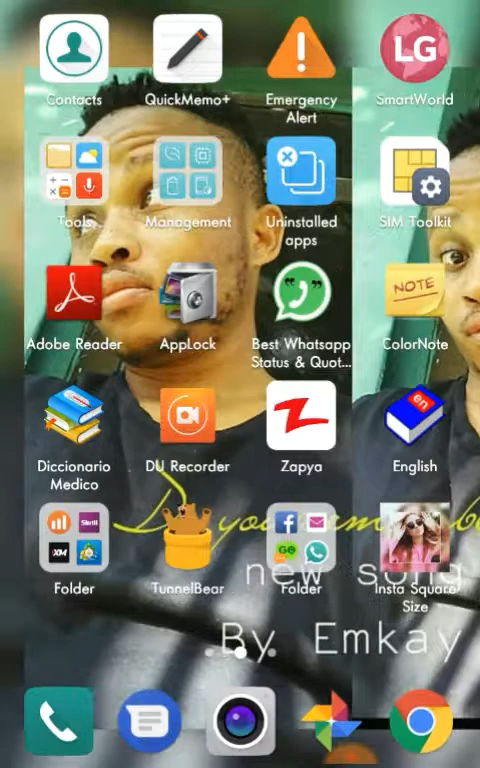 LG
Contacts
QuickMemo+
Emergency
Alert
SmartWorld
Tools
Management
Uninstalled
apps
SIM Toolkit
NOTE
Adobe Reader
AppLock
Best Whatsapp
Status & Quot...
ColorNote
en
Diccionario
Medico
DU Recorder
Zapya
English
Skrill
XM
Folder
TunnelBear
Folder
Insta Square
Size
new song
By Emkay